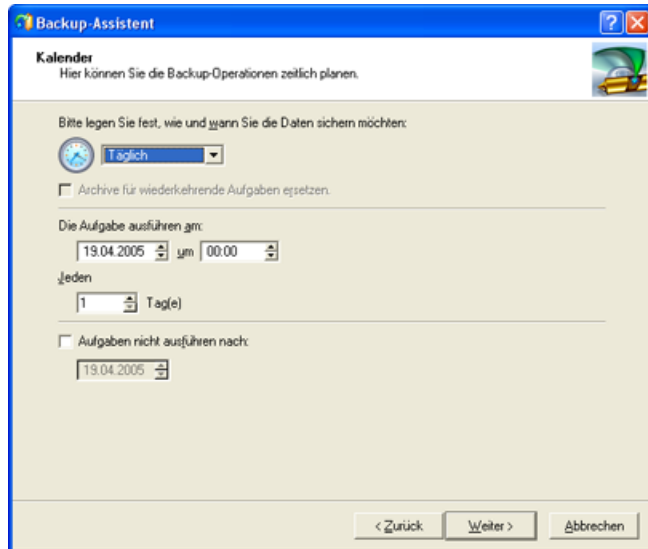 Backup-Assistent
Kalender
Hier können Sie die Backup-Operationen zeitlich planen.
Bitte legen Sie fest, wie und wann Sie die Daten sichern möchten:
Täglich
Archive für wiederkehrende Aufgaben ersetzen.
Die Aufgabe ausführen am:
19.04.2005 um 00:00
Jeden
1 Tag(e)
Aufgaben nicht ausführen nach:
19.04.2005
< Zurück Weiter > Abbrechen